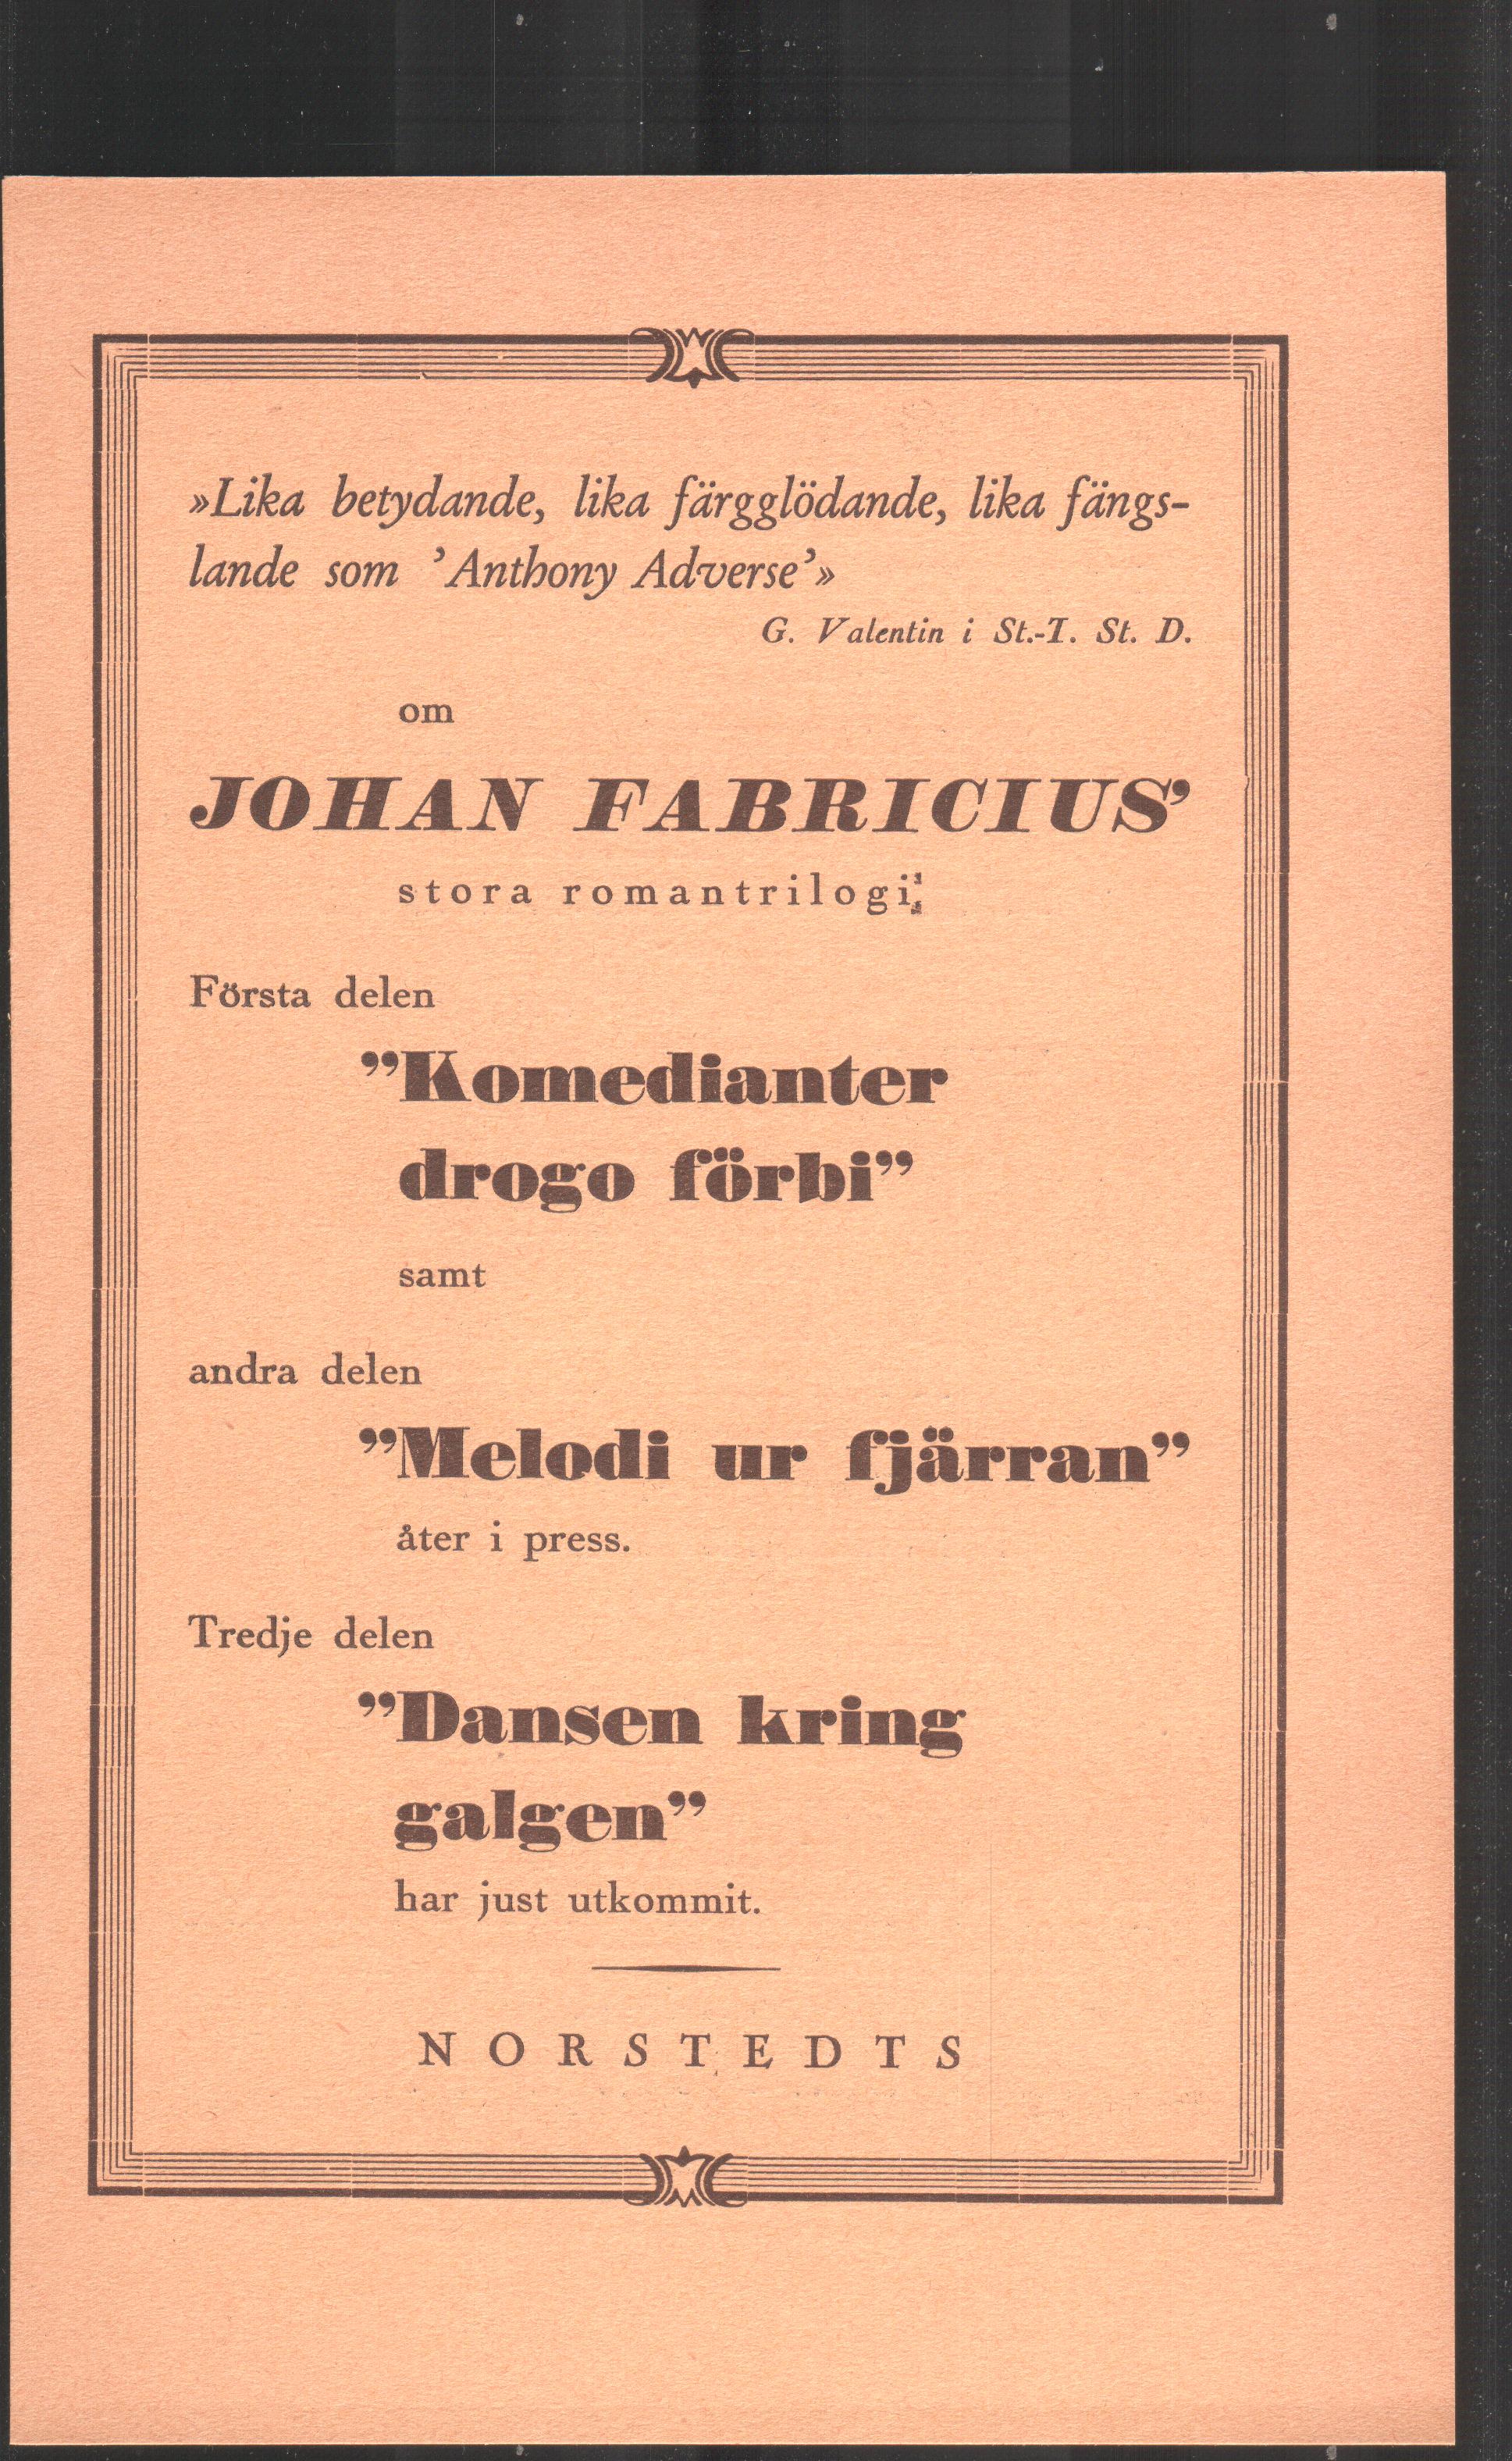 »Lika betydande, lika färgglödande, lika fängs-
lande som ’Anthony Adverse’»
G. Valentin i St.-T. St. D.
om
JOHAN FABRICIUS’
stora romantrilogi:
Första delen
”Komedianter
drogo förbi”
samt
andra delen
”Melodi ur fjärran”
åter i press.
Tredje delen
”Dansen kring
galgen”
har just utkommit.
NORSTEDTS